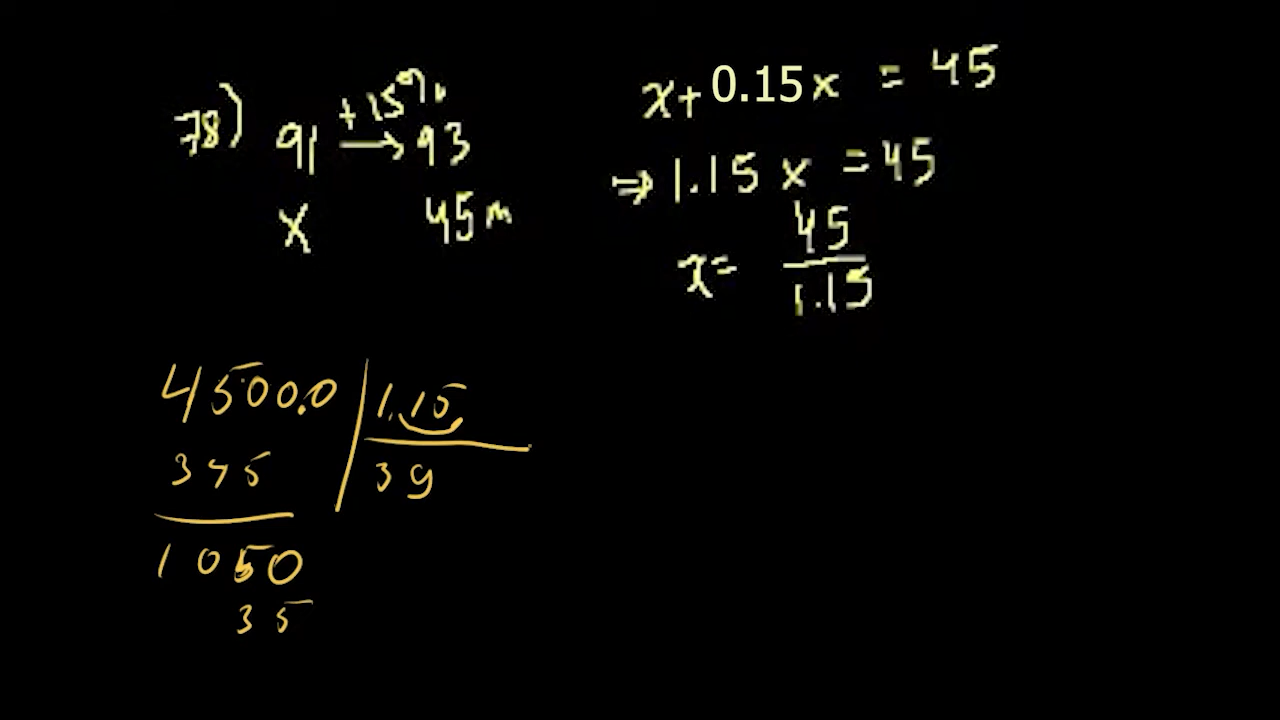 78) 91 +15% → 93
x 45m
x+ 0.15x = 45
⇒ 1.15 x = 45
x= 45/1.15
4500.0 | 1.15
345 39
1050
35